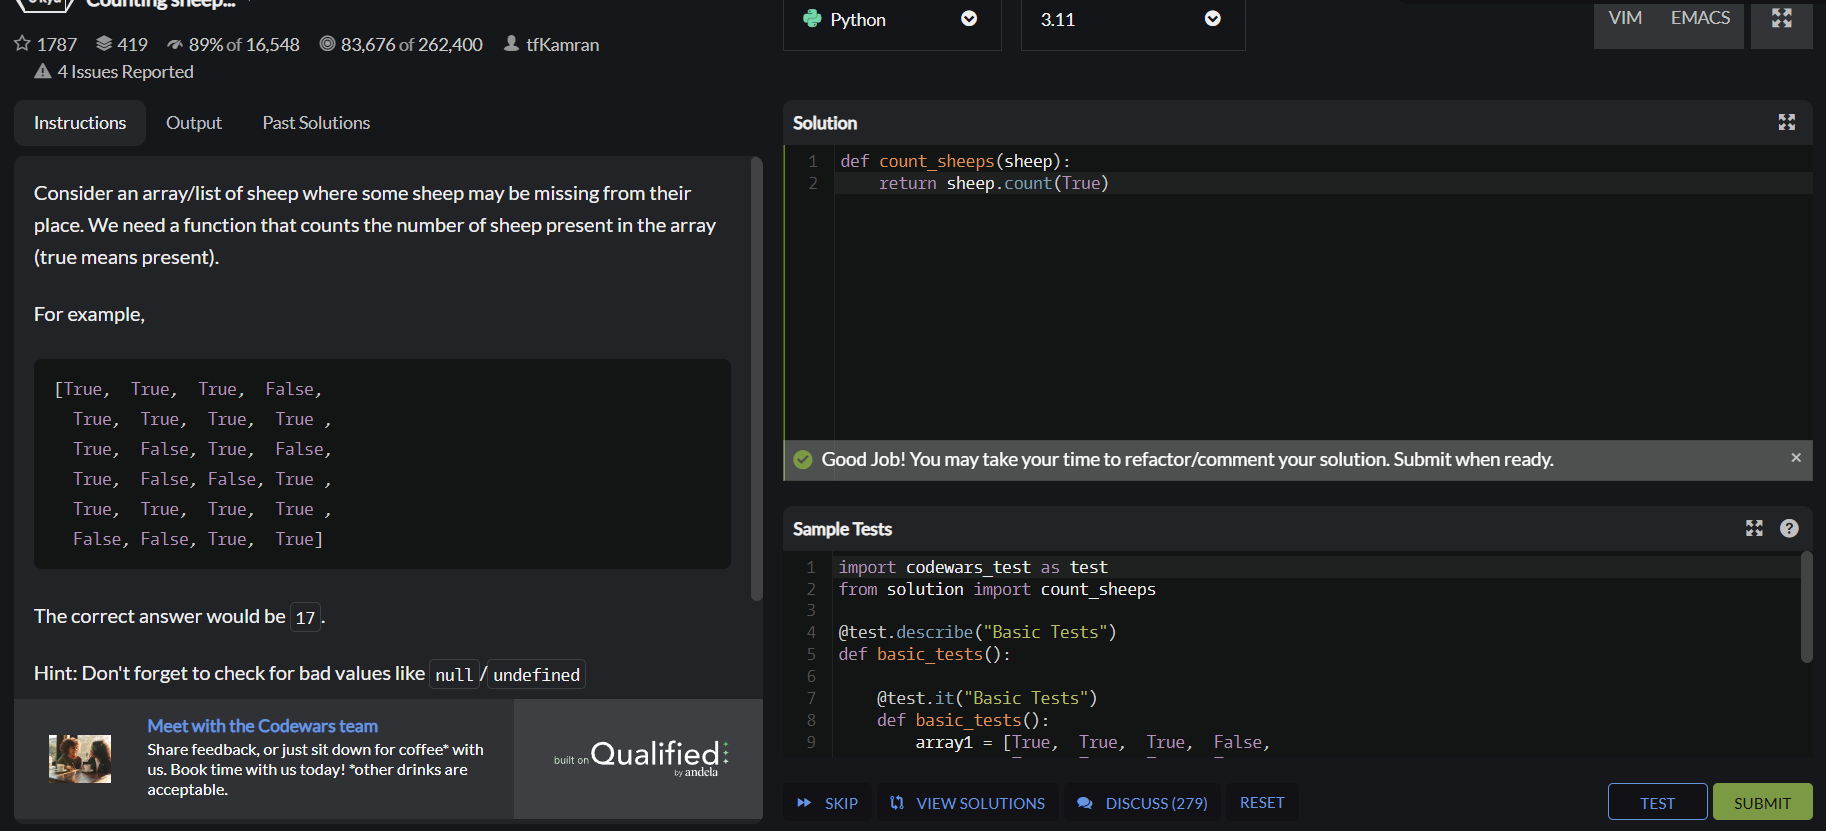 Counting sheep...
1787 419 89% of 16,548 83,676 of 262,400 tfKamran
4 Issues Reported
Python
3.11
VIM EMACS
Instructions Output Past Solutions
Consider an array/list of sheep where some sheep may be missing from their
place. We need a function that counts the number of sheep present in the array
(true means present).
For example,
[True,  True,  True,  False,
  True,  True,  True,  True ,
  True,  False, True,  False,
  True,  False, False, True ,
  True,  True,  True,  True ,
  False, False, True,  True]
The correct answer would be 17.
Hint: Don't forget to check for bad values like null/undefined
Meet with the Codewars team
Share feedback, or just sit down for coffee* with
us. Book time with us today! *other drinks are
acceptable.
built on Qualified
by andela
Solution
1 def count_sheeps(sheep):
2     return sheep.count(True)
Good Job! You may take your time to refactor/comment your solution. Submit when ready.
Sample Tests
1 import codewars_test as test
2 from solution import count_sheeps
3
4 @test.describe("Basic Tests")
5 def basic_tests():
6
7     @test.it("Basic Tests")
8     def basic_tests():
9         array1 = [True,  True,  True,  False,
SKIP VIEW SOLUTIONS DISCUSS (279) RESET TEST SUBMIT